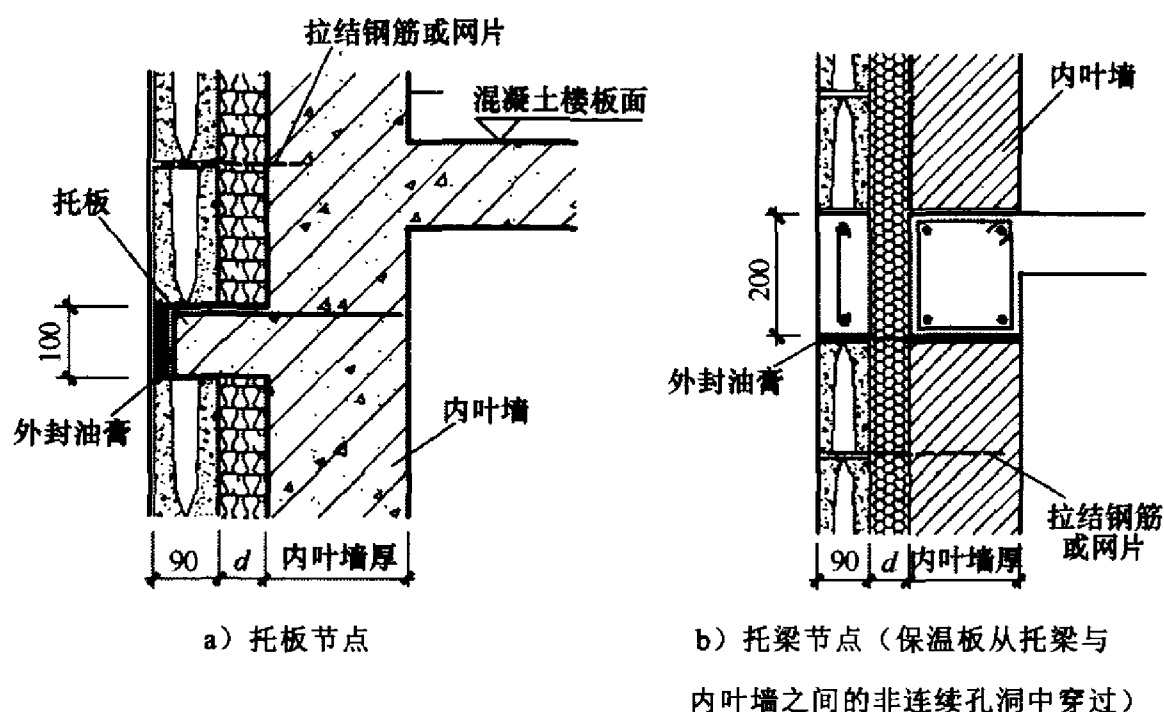 拉结钢筋或网片
混凝土楼板面
托板
100
外封油膏
内叶墙
90
d
内叶墙厚
a）托板节点
内叶墙
200
外封油膏
拉结钢筋
或网片
90
d
内叶墙厚
b）托梁节点（保温板从托梁与
内叶墙之间的非连续孔洞中穿过）